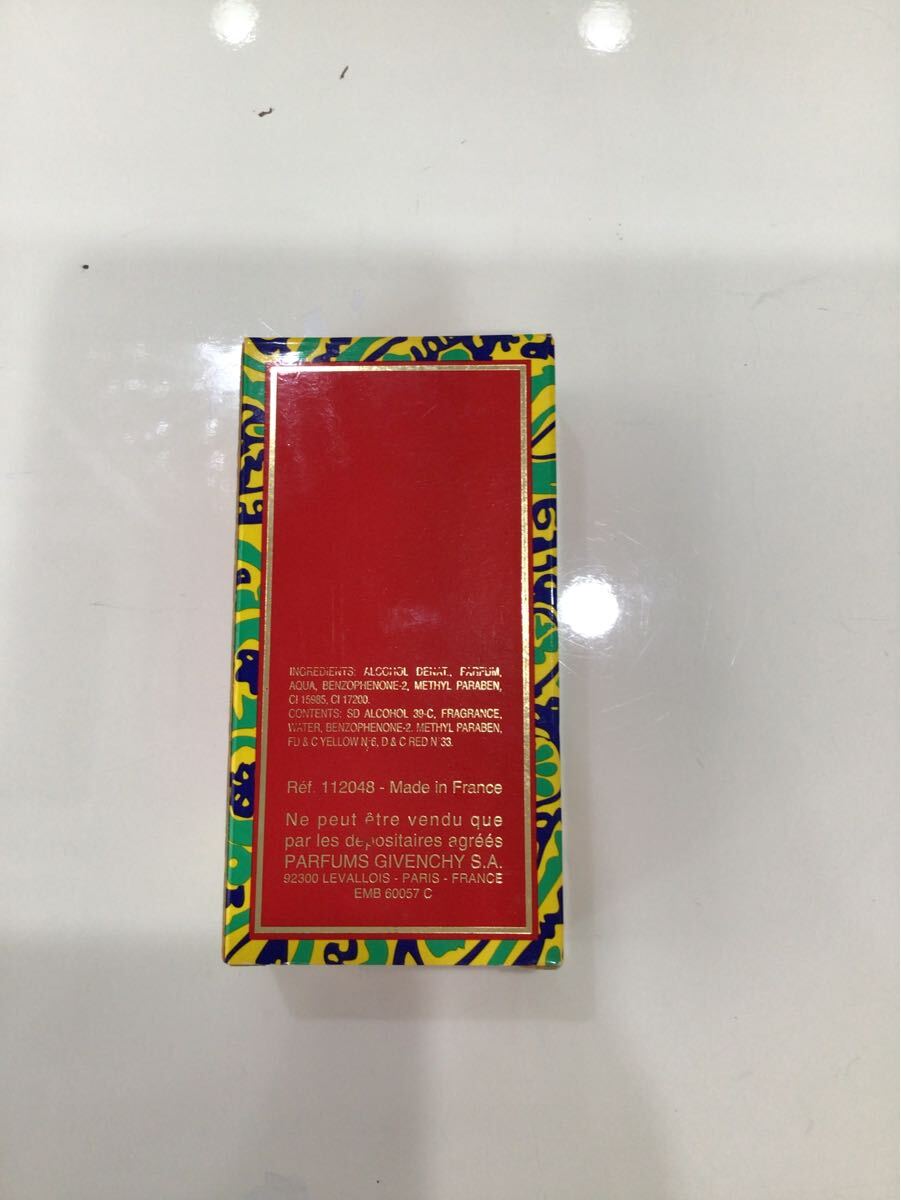 INGREDIENTS: ALCOHOL DENAT., PARFUM,
AQUA, BENZOPHENONE-2, METHYL PARABEN,
CI 15985, CI 17200.
CONTENTS: SD ALCOHOL 39-C, FRAGRANCE,
WATER, BENZOPHENONE-2. METHYL PARABEN,
FD & C YELLOW N°6, D & C RED N°33.
Réf. 112048 - Made in France
Ne peut être vendu que
par les depositaires agréés
PARFUMS GIVENCHY S.A.
92300 LEVALLOIS - PARIS - FRANCE
EMB 60057 C